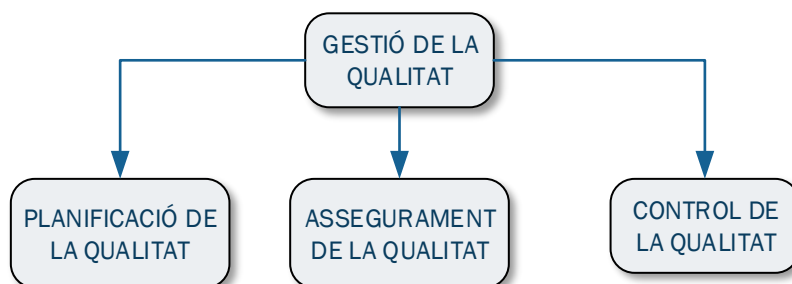 GESTIÓ DE LA
QUALITAT
PLANIFICACIÓ DE
LA QUALITAT
ASSEGURAMENT
DE LA QUALITAT
CONTROL DE
LA QUALITAT